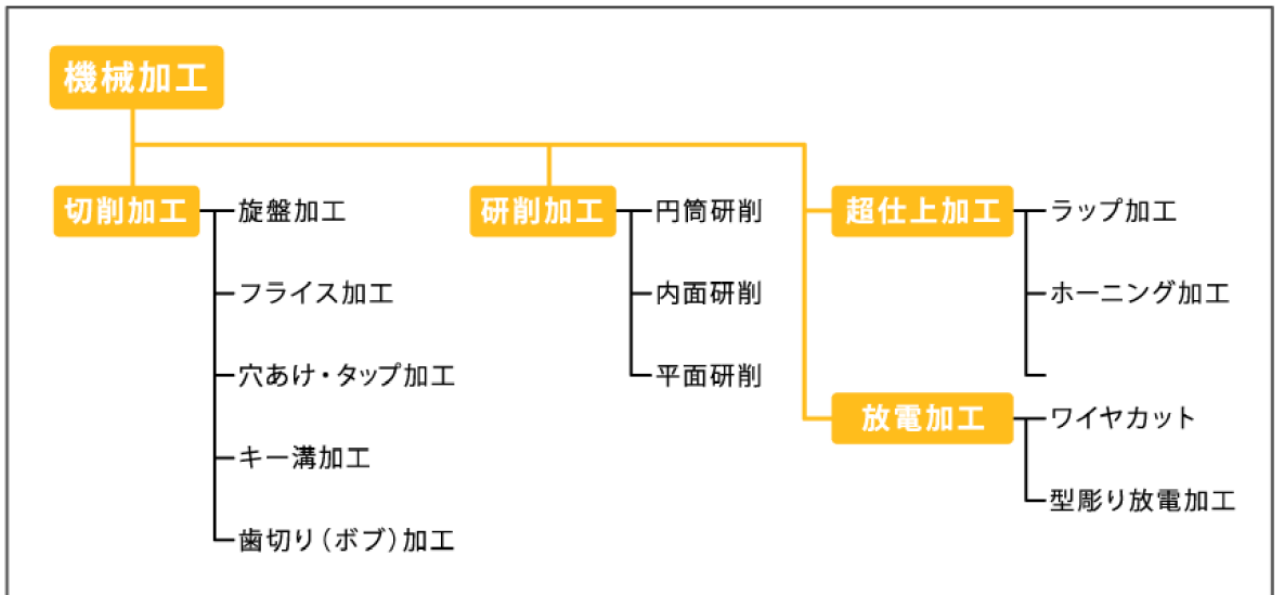 機械加工
切削加工
旋盤加工
フライス加工
穴あけ・タップ加工
キー溝加工
歯切り（ボブ）加工
研削加工
円筒研削
内面研削
平面研削
超仕上加工
ラップ加工
ホーニング加工
放電加工
ワイヤカット
型彫り放電加工